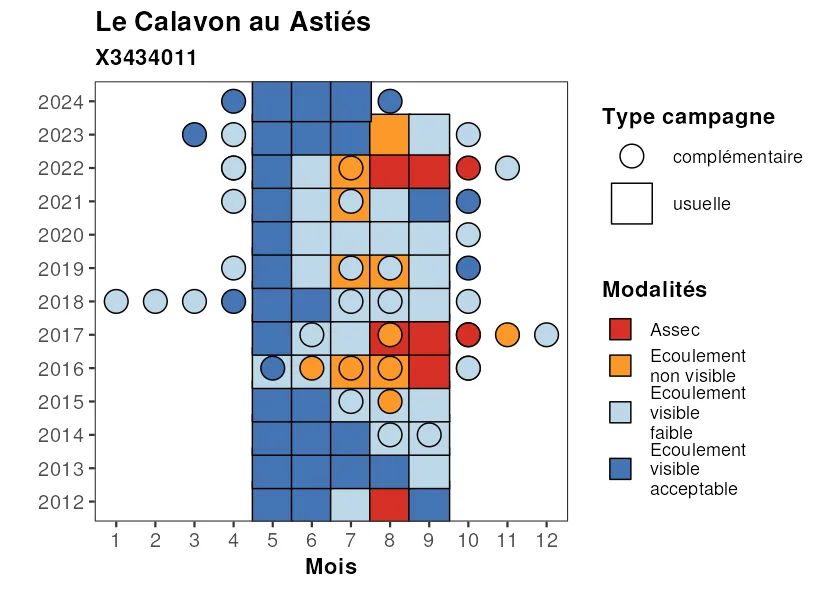 Le Calavon au Astiés
X3434011
2024
2023
2022
2021
2020
2019
2018
2017
2016
2015
2014
2013
2012
1 2 3 4 5 6 7 8 9 10 11 12
Mois
Type campagne
complémentaire
usuelle
Modalités
Assec
Ecoulement
non visible
Ecoulement
visible
faible
Ecoulement
visible
acceptable